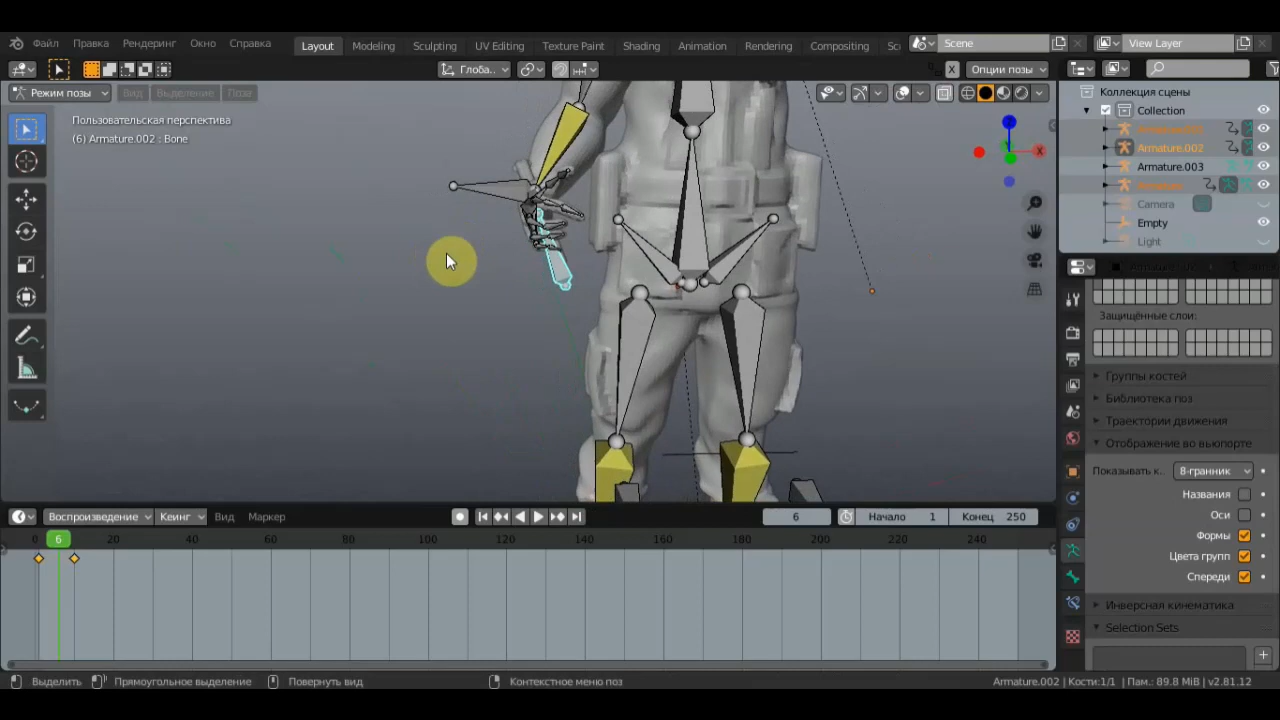 Файл Правка Рендеринг Окно Справка Layout Modeling Sculpting UV Editing Texture Paint Shading Animation Rendering Compositing Sc Scene View Layer
Глоба... X Опции позы
Режим позы Вид Выделение Поза
Пользовательская перспектива
(6) Armature.002 : Bone
X
Коллекция сцены
Collection
Armature.002
Armature.003
Camera
Empty
Light
Защищённые слои:
Группы костей
Библиотека поз
Траектории движения
Отображение во вьюпорте
Показывать к.. 8-гранник
Названия
Оси
Формы
Цвета групп
Спереди
Инверсная кинематика
Selection Sets
Воспроизведение Кеинг Вид Маркер 6 Начало 1 Конец 250
0 6 20 40 60 80 100 120 140 160 180 200 220 240
Выделить Прямоугольное выделение Повернуть вид Контекстное меню поз Armature.002 | Кости:1/1 | Пам.: 89.8 MiB | v2.81.12